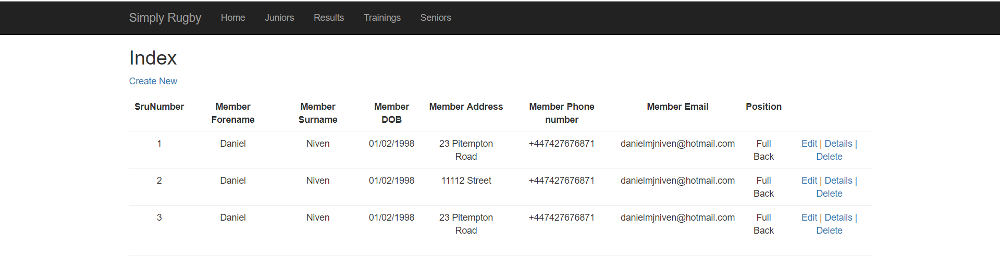 Simply Rugby Home Juniors Results Trainings Seniors
Index
Create New
SruNumber Member Forename Member Surname Member DOB Member Address Member Phone number Member Email Position
1 Daniel Niven 01/02/1998 23 Pitempton Road +447427676871 danielmjniven@hotmail.com Full Back Edit | Details | Delete
2 Daniel Niven 01/02/1998 11112 Street +447427676871 danielmjniven@hotmail.com Full Back Edit | Details | Delete
3 Daniel Niven 01/02/1998 23 Pitempton Road +447427676871 danielmjniven@hotmail.com Full Back Edit | Details | Delete